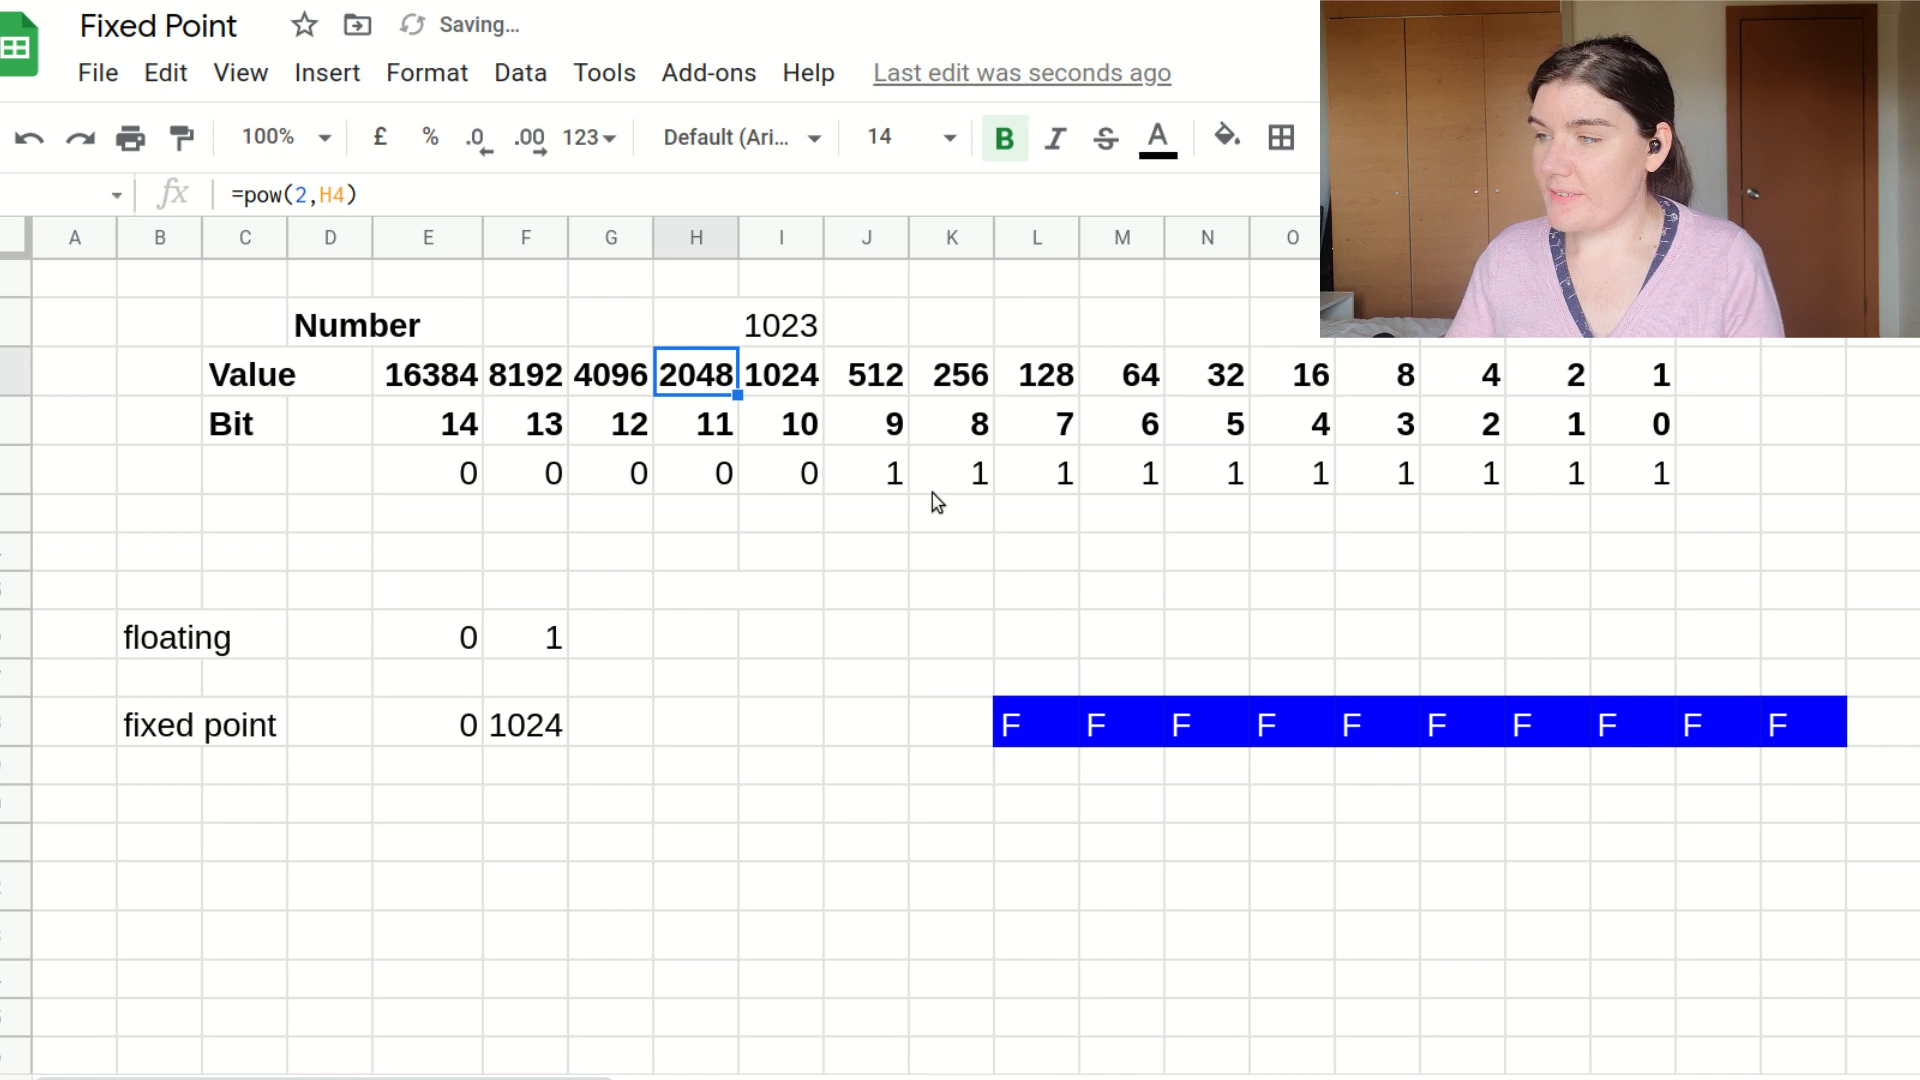 Fixed Point Saving...
File Edit View Insert Format Data Tools Add-ons Help Last edit was seconds ago
100% £ % .0 .00 123 Default (Ari... 14 B I S A
fx =pow(2,H4)
A B C D E F G H I J K L M N O
Number 1023
Value 16384 8192 4096 2048 1024 512 256 128 64 32 16 8 4 2 1
Bit 14 13 12 11 10 9 8 7 6 5 4 3 2 1 0
0 0 0 0 0 1 1 1 1 1 1 1 1 1 1
floating 0 1
fixed point 0 1024 F F F F F F F F F F